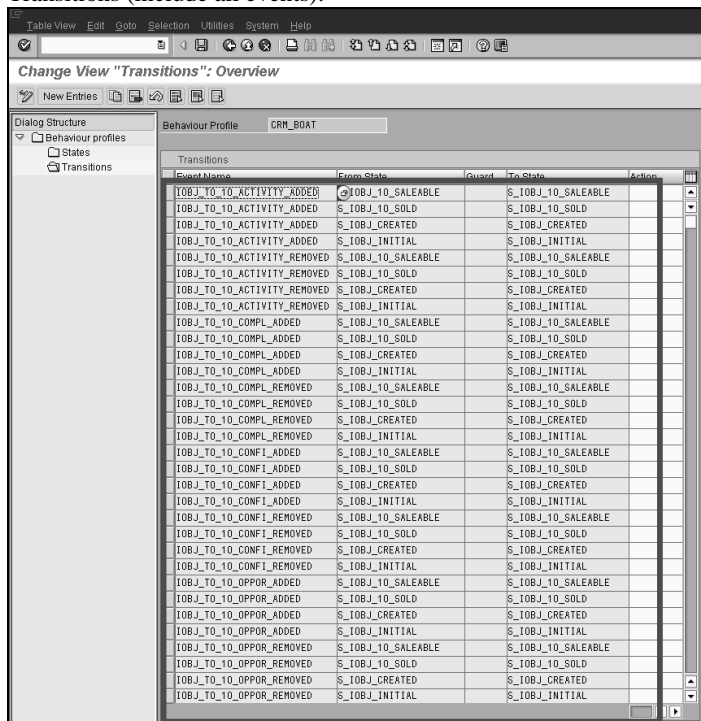 Transitions (include all events):
Table View Edit Goto Selection Utilities System Help
Change View "Transitions": Overview
New Entries
Dialog Structure
Behaviour profiles
States
Transitions
Behaviour Profile CRM_BOAT
Transitions
Event Name From State Guard To State Action
IOBJ_TO_10_ACTIVITY_ADDED IOBJ_10_SALEABLE S_IOBJ_10_SALEABLE
IOBJ_TO_10_ACTIVITY_ADDED S_IOBJ_10_SOLD S_IOBJ_10_SOLD
IOBJ_TO_10_ACTIVITY_ADDED S_IOBJ_CREATED S_IOBJ_CREATED
IOBJ_TO_10_ACTIVITY_ADDED S_IOBJ_INITIAL S_IOBJ_INITIAL
IOBJ_TO_10_ACTIVITY_REMOVED S_IOBJ_10_SALEABLE S_IOBJ_10_SALEABLE
IOBJ_TO_10_ACTIVITY_REMOVED S_IOBJ_10_SOLD S_IOBJ_10_SOLD
IOBJ_TO_10_ACTIVITY_REMOVED S_IOBJ_CREATED S_IOBJ_CREATED
IOBJ_TO_10_ACTIVITY_REMOVED S_IOBJ_INITIAL S_IOBJ_INITIAL
IOBJ_TO_10_COMPL_ADDED S_IOBJ_10_SALEABLE S_IOBJ_10_SALEABLE
IOBJ_TO_10_COMPL_ADDED S_IOBJ_10_SOLD S_IOBJ_10_SOLD
IOBJ_TO_10_COMPL_ADDED S_IOBJ_CREATED S_IOBJ_CREATED
IOBJ_TO_10_COMPL_ADDED S_IOBJ_INITIAL S_IOBJ_INITIAL
IOBJ_TO_10_COMPL_REMOVED S_IOBJ_10_SALEABLE S_IOBJ_10_SALEABLE
IOBJ_TO_10_COMPL_REMOVED S_IOBJ_10_SOLD S_IOBJ_10_SOLD
IOBJ_TO_10_COMPL_REMOVED S_IOBJ_CREATED S_IOBJ_CREATED
IOBJ_TO_10_COMPL_REMOVED S_IOBJ_INITIAL S_IOBJ_INITIAL
IOBJ_TO_10_CONFI_ADDED S_IOBJ_10_SALEABLE S_IOBJ_10_SALEABLE
IOBJ_TO_10_CONFI_ADDED S_IOBJ_10_SOLD S_IOBJ_10_SOLD
IOBJ_TO_10_CONFI_ADDED S_IOBJ_CREATED S_IOBJ_CREATED
IOBJ_TO_10_CONFI_ADDED S_IOBJ_INITIAL S_IOBJ_INITIAL
IOBJ_TO_10_CONFI_REMOVED S_IOBJ_10_SALEABLE S_IOBJ_10_SALEABLE
IOBJ_TO_10_CONFI_REMOVED S_IOBJ_10_SOLD S_IOBJ_10_SOLD
IOBJ_TO_10_CONFI_REMOVED S_IOBJ_CREATED S_IOBJ_CREATED
IOBJ_TO_10_CONFI_REMOVED S_IOBJ_INITIAL S_IOBJ_INITIAL
IOBJ_TO_10_OPPOR_ADDED S_IOBJ_10_SALEABLE S_IOBJ_10_SALEABLE
IOBJ_TO_10_OPPOR_ADDED S_IOBJ_10_SOLD S_IOBJ_10_SOLD
IOBJ_TO_10_OPPOR_ADDED S_IOBJ_CREATED S_IOBJ_CREATED
IOBJ_TO_10_OPPOR_ADDED S_IOBJ_INITIAL S_IOBJ_INITIAL
IOBJ_TO_10_OPPOR_REMOVED S_IOBJ_10_SALEABLE S_IOBJ_10_SALEABLE
IOBJ_TO_10_OPPOR_REMOVED S_IOBJ_10_SOLD S_IOBJ_10_SOLD
IOBJ_TO_10_OPPOR_REMOVED S_IOBJ_CREATED S_IOBJ_CREATED
IOBJ_TO_10_OPPOR_REMOVED S_IOBJ_INITIAL S_IOBJ_INITIAL